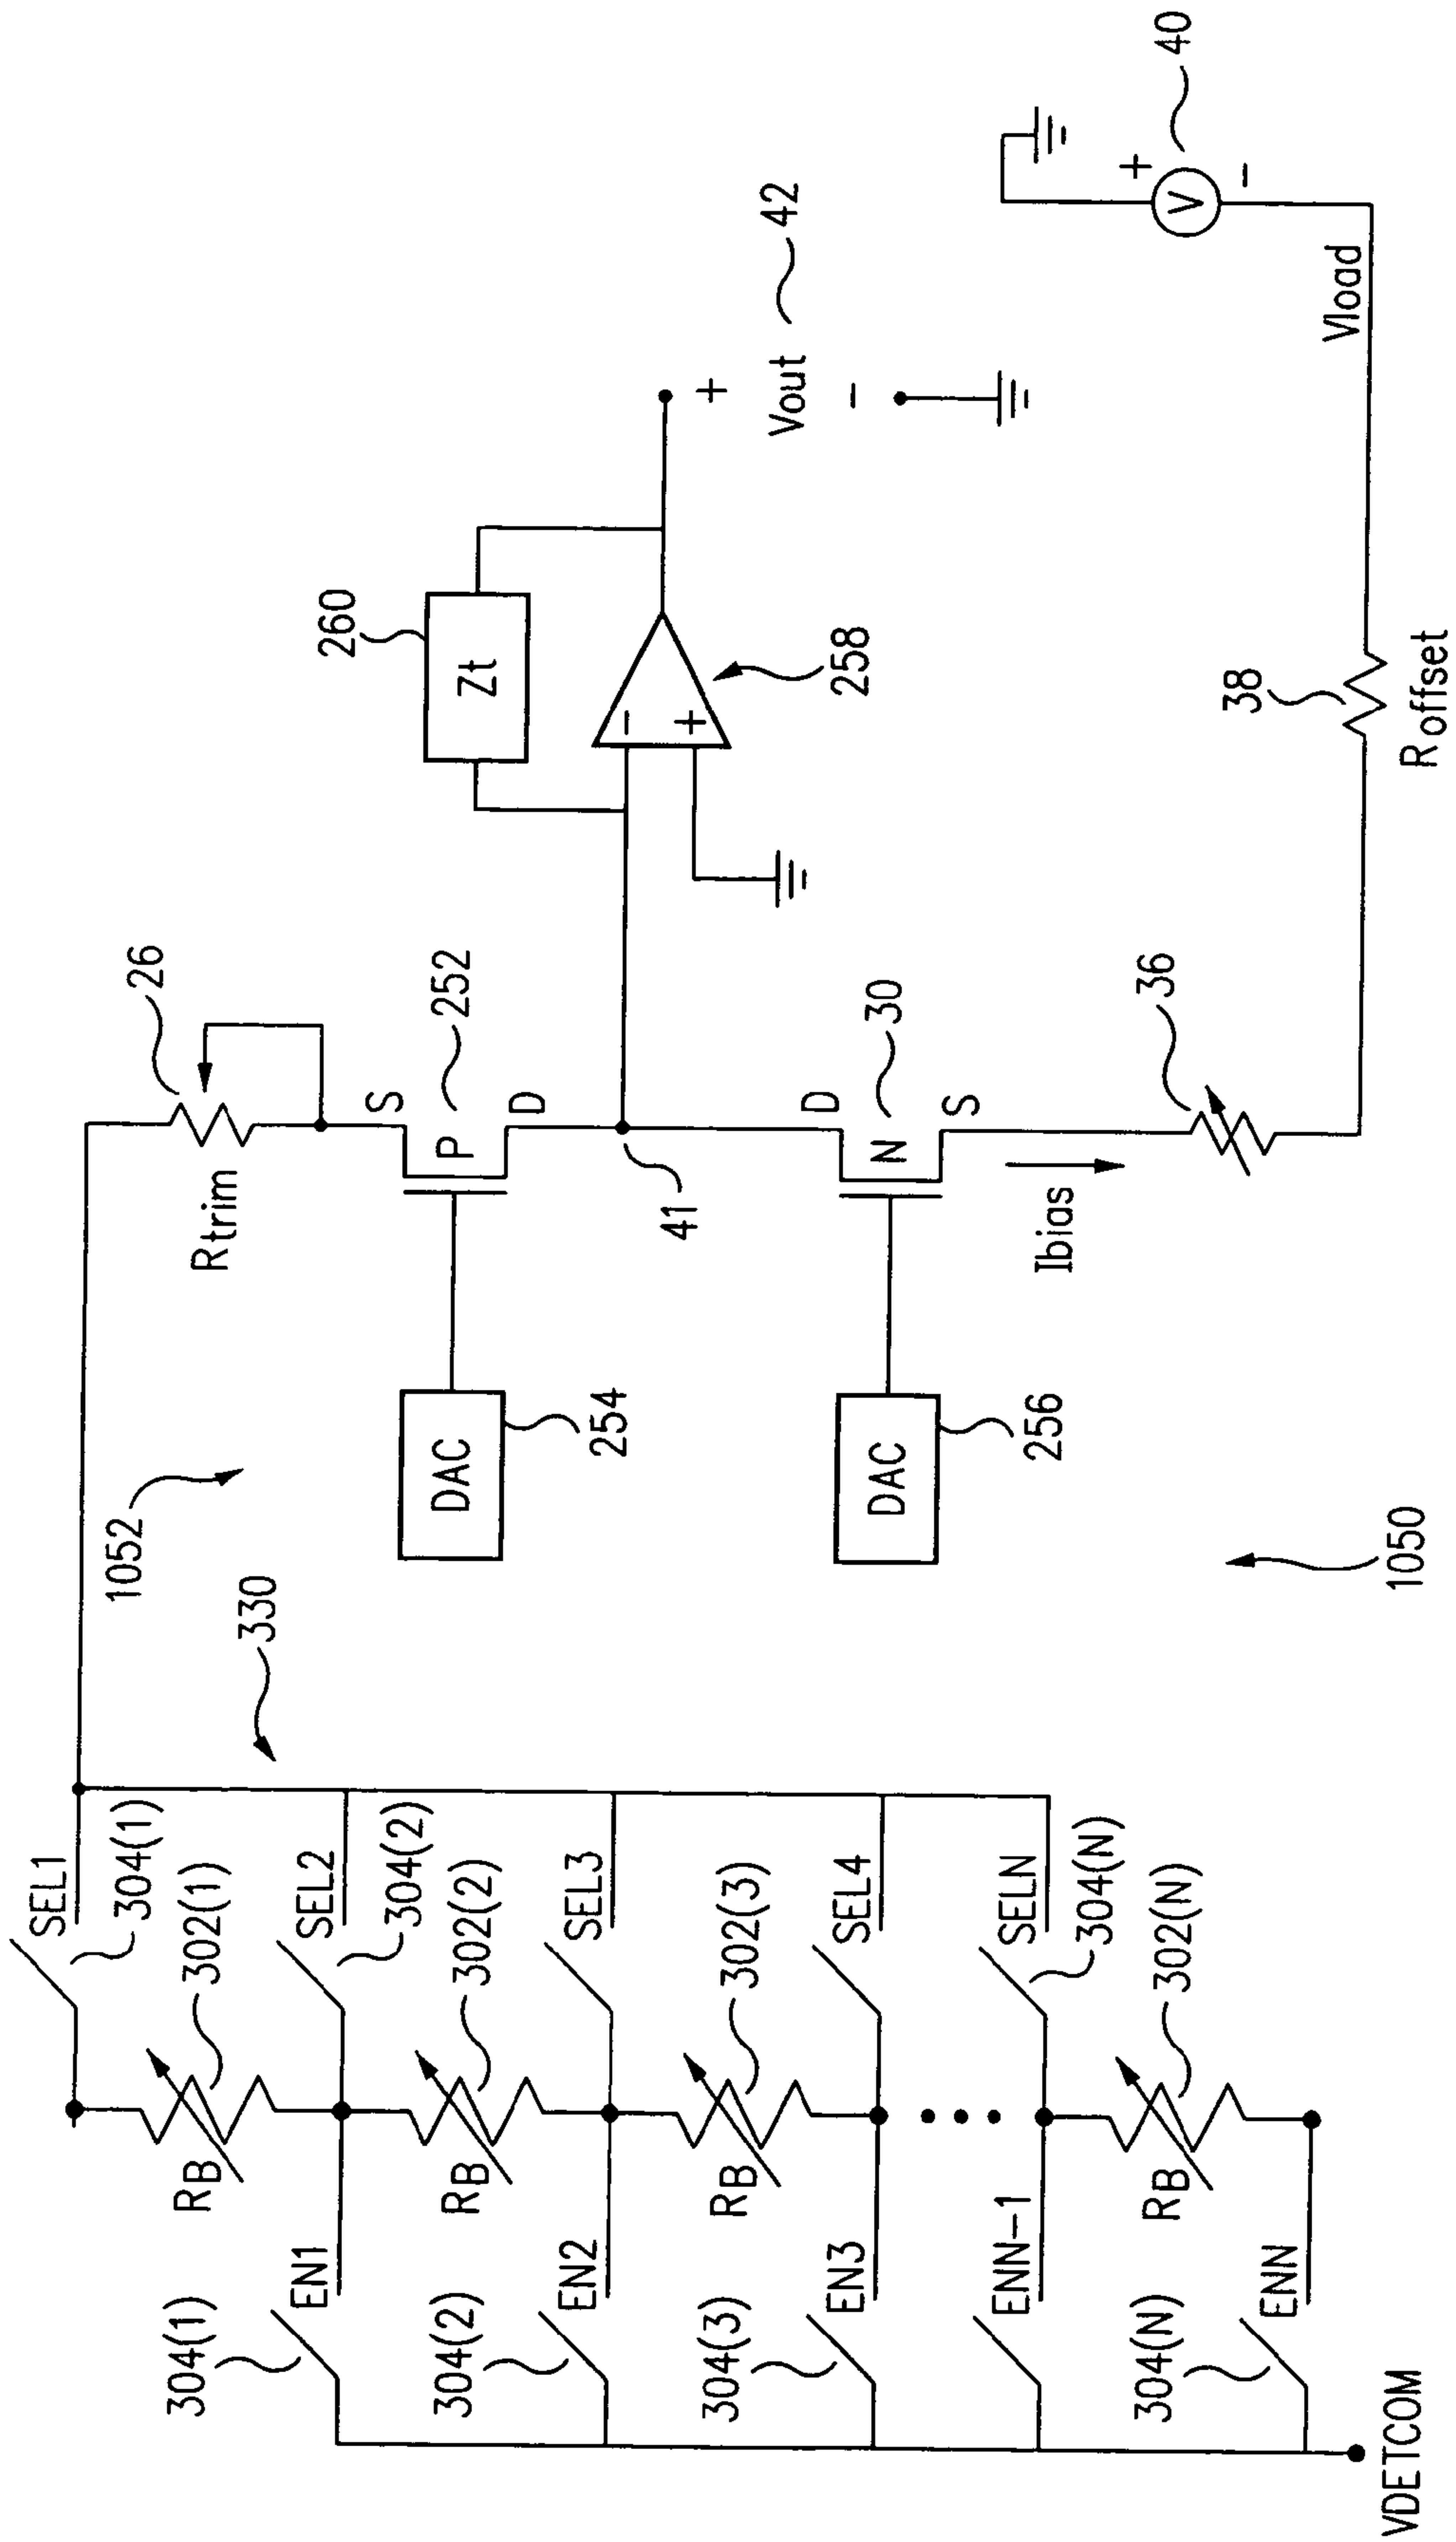 SEL1
304(1)
302(1)
RB
EN1
304(1)
SEL2
304(2)
302(2)
RB
EN2
304(2)
SEL3
302(3)
RB
EN3
304(3)
SEL4
SELN
304(N)
ENN-1
302(N)
RB
ENN
304(N)
VDETCOM
330
1052
1050
26
Rtrim
S
P
D
252
DAC
254
41
260
Zt
-
+
258
+
Vout
-
42
D
N
S
30
DAC
256
Ibias
36
38
Roffset
Vload
+
V
-
40